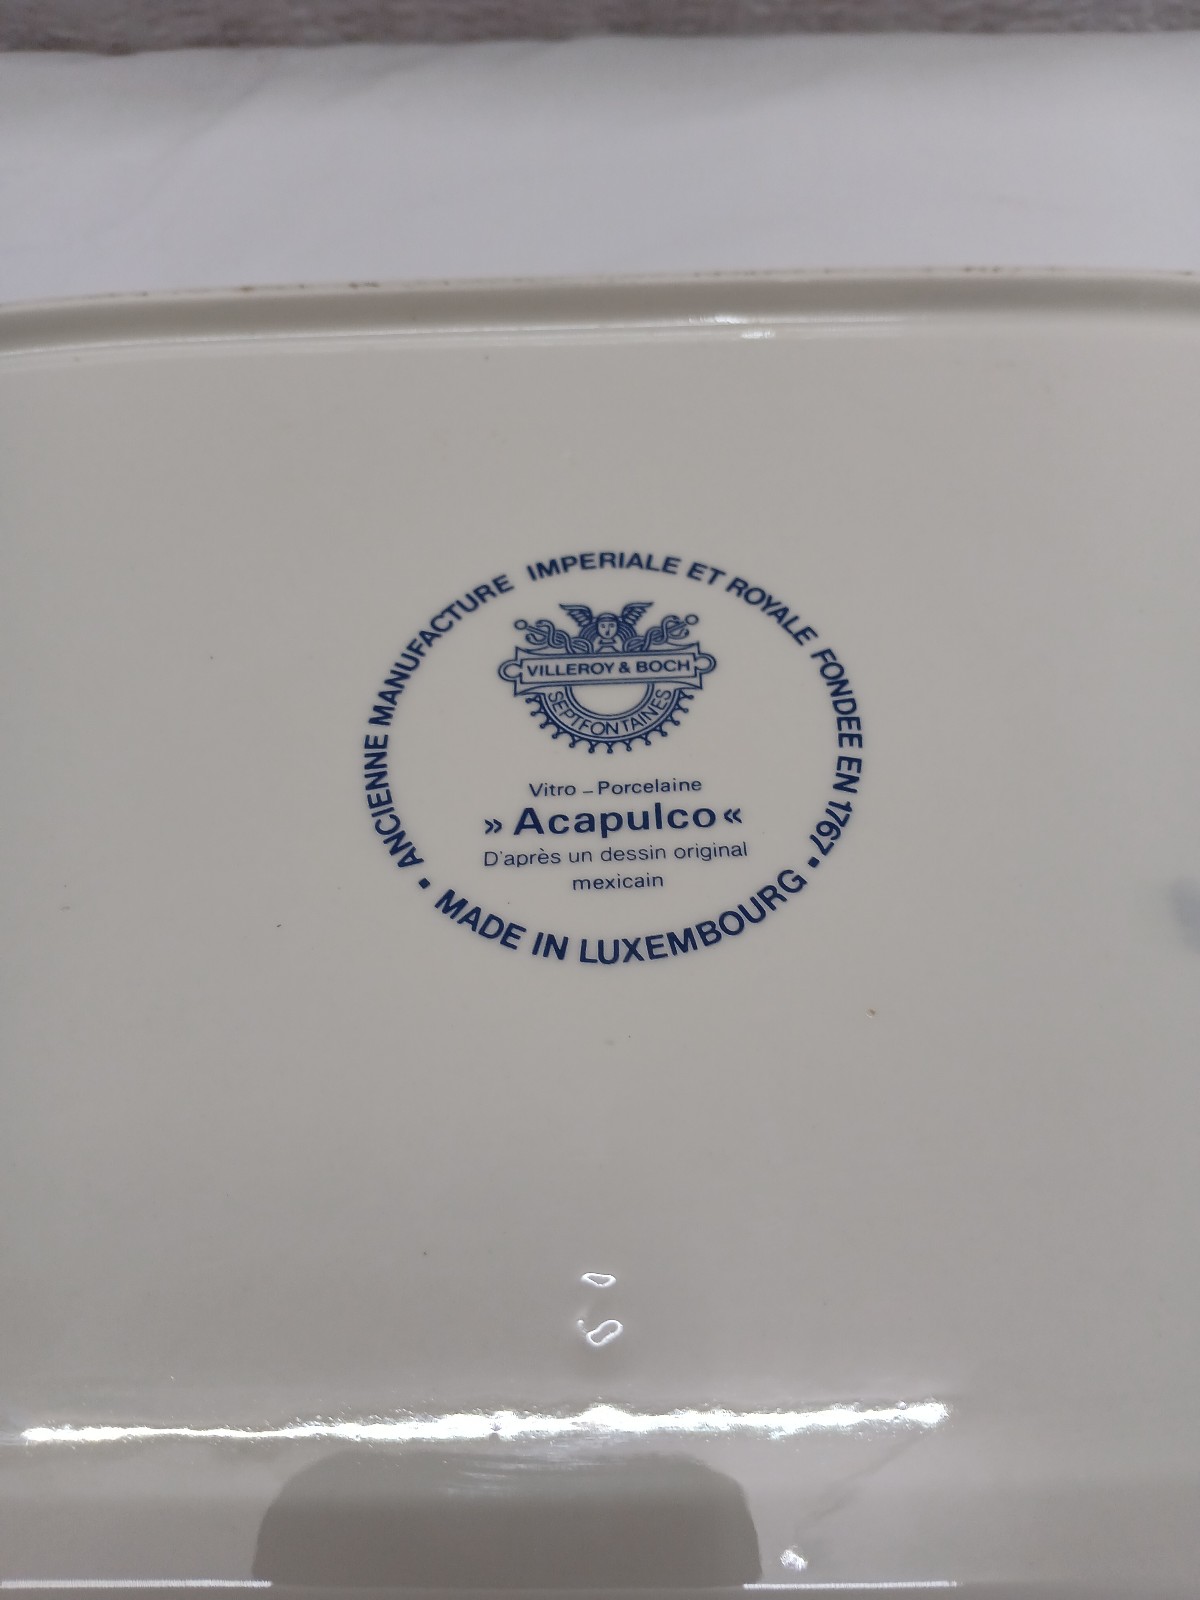 ANCIENNE MANUFACTURE IMPERIALE ET ROYALE FONDEE EN 1767
VILLEROY & BOCH
SEPTFONTAINES
Vitro – Porcelaine
» Acapulco «
D'après un dessin original
mexicain
• MADE IN LUXEMBOURG •